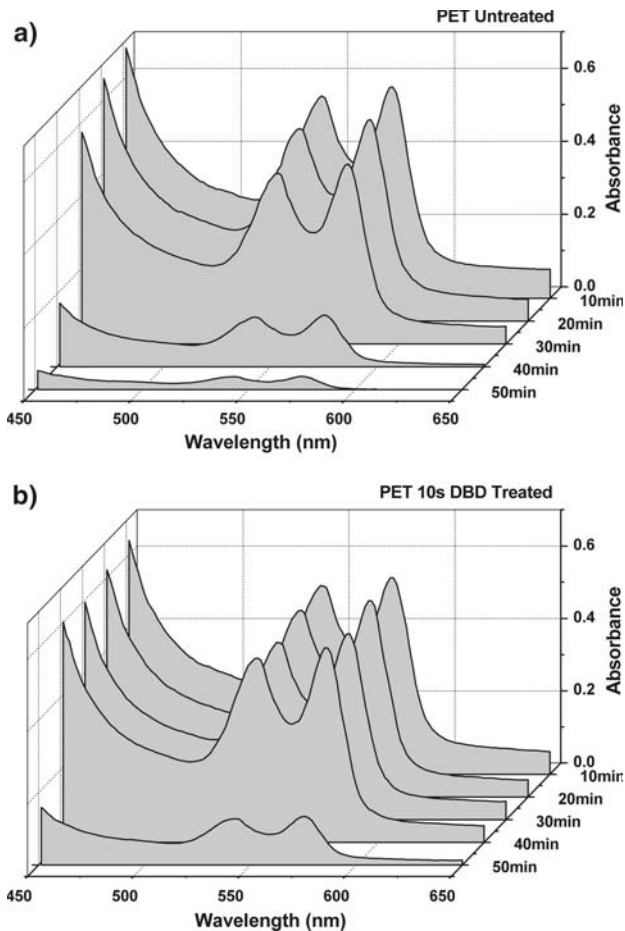 a)
PET Untreated
0.6
0.4
0.2
0.0
Absorbance
10min
20min
30min
40min
50min
450 500 550 600 650
Wavelength (nm)
b)
PET 10s DBD Treated
0.6
0.4
0.2
0.0
Absorbance
10min
20min
30min
40min
50min
450 500 550 600 650
Wavelength (nm)